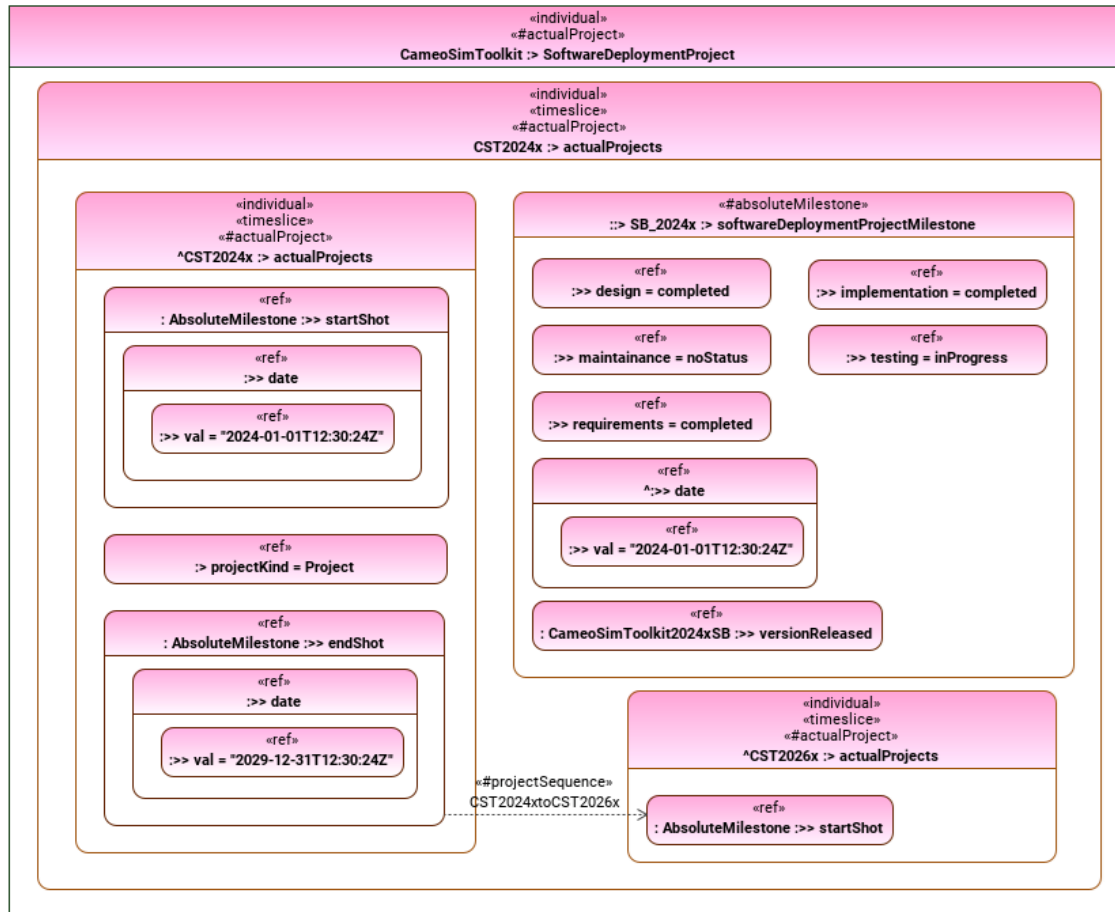 «individual»
«#actualProject»
CameoSimToolkit :> SoftwareDeploymentProject
«individual»
«timeslice»
«#actualProject»
CST2024x :> actualProjects
«individual»
«timeslice»
«#actualProject»
^CST2024x :> actualProjects
«ref»
: AbsoluteMilestone :>> startShot
«ref»
:>> date
«ref»
:>> val = "2024-01-01T12:30:24Z"
«ref»
:> projectKind = Project
«ref»
: AbsoluteMilestone :>> endShot
«ref»
:>> date
«ref»
:>> val = "2029-12-31T12:30:24Z"
«#absoluteMilestone»
::> SB_2024x :> softwareDeploymentProjectMilestone
«ref»
:>> design = completed
«ref»
:>> implementation = completed
«ref»
:>> maintainance = noStatus
«ref»
:>> testing = inProgress
«ref»
:>> requirements = completed
«ref»
^:>> date
«ref»
:>> val = "2024-01-01T12:30:24Z"
«ref»
: CameoSimToolkit2024xSB :>> versionReleased
«#projectSequence»
CST2024xtoCST2026x
«individual»
«timeslice»
«#actualProject»
^CST2026x :> actualProjects
«ref»
: AbsoluteMilestone :>> startShot